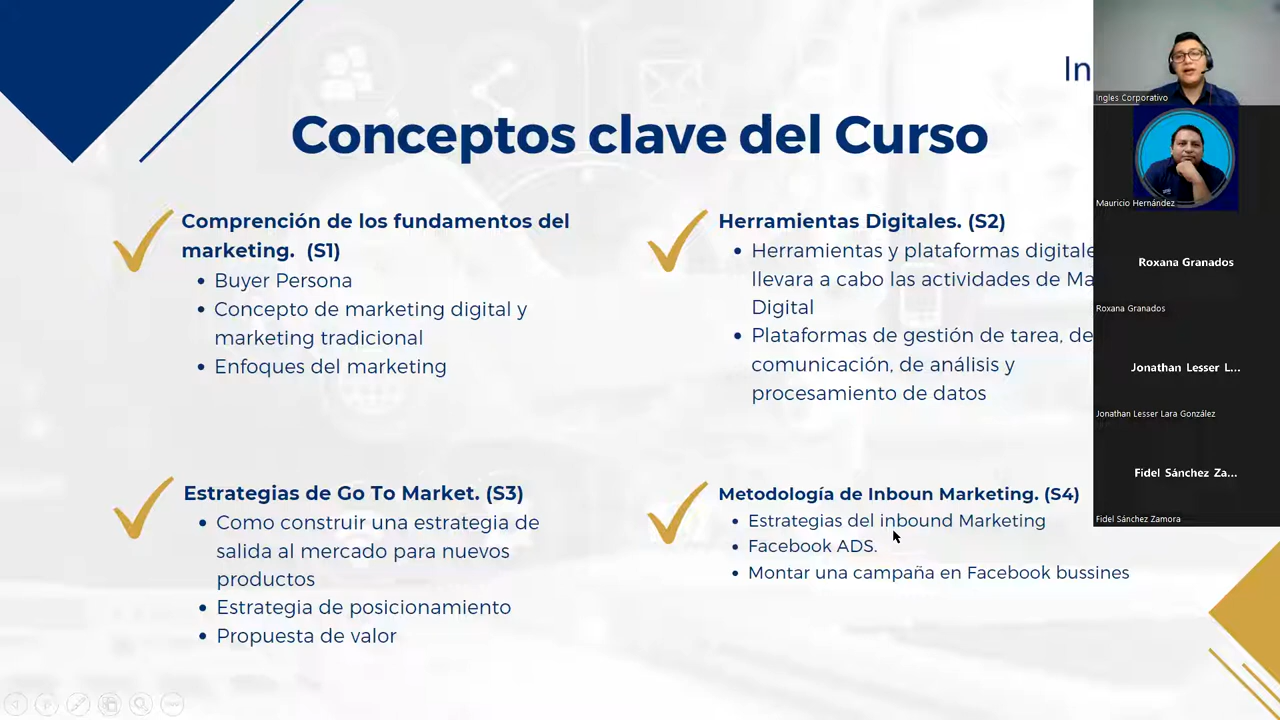 In
Conceptos clave del Curso
Comprención de los fundamentos del
marketing. (S1)
Buyer Persona
Concepto de marketing digital y
marketing tradicional
Enfoques del marketing
Herramientas Digitales. (S2)
Herramientas y plataformas digitale
llevara a cabo las actividades de Ma
Digital
Plataformas de gestión de tarea, de
comunicación, de análisis y
procesamiento de datos
Estrategias de Go To Market. (S3)
Como construir una estrategia de
salida al mercado para nuevos
productos
Estrategia de posicionamiento
Propuesta de valor
Metodología de Inboun Marketing. (S4)
Estrategias del inbound Marketing
Facebook ADS.
Montar una campaña en Facebook bussines
Ingles Corporativo
Mauricio Hernández
Roxana Granados
Roxana Granados
Jonathan Lesser L...
Jonathan Lesser Lara González
Fidel Sánchez Za...
Fidel Sánchez Zamora